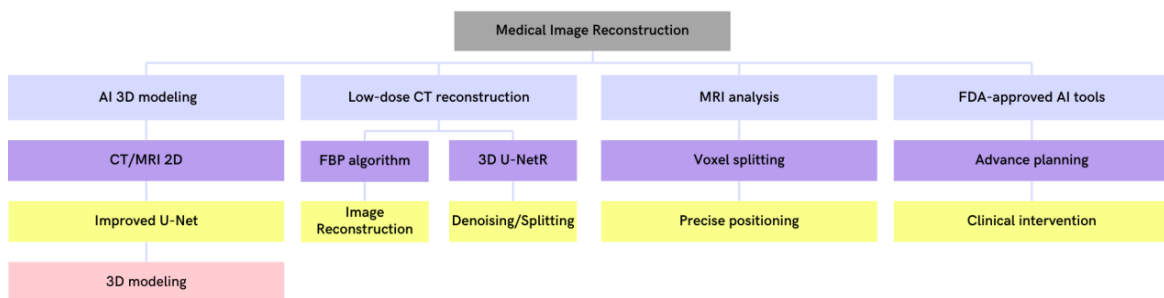 Medical Image Reconstruction
AI 3D modeling
Low-dose CT reconstruction
MRI analysis
FDA-approved AI tools
CT/MRI 2D
FBP algorithm
3D U-NetR
Voxel splitting
Advance planning
Improved U-Net
Image
Reconstruction
Denoising/Splitting
Precise positioning
Clinical intervention
3D modeling